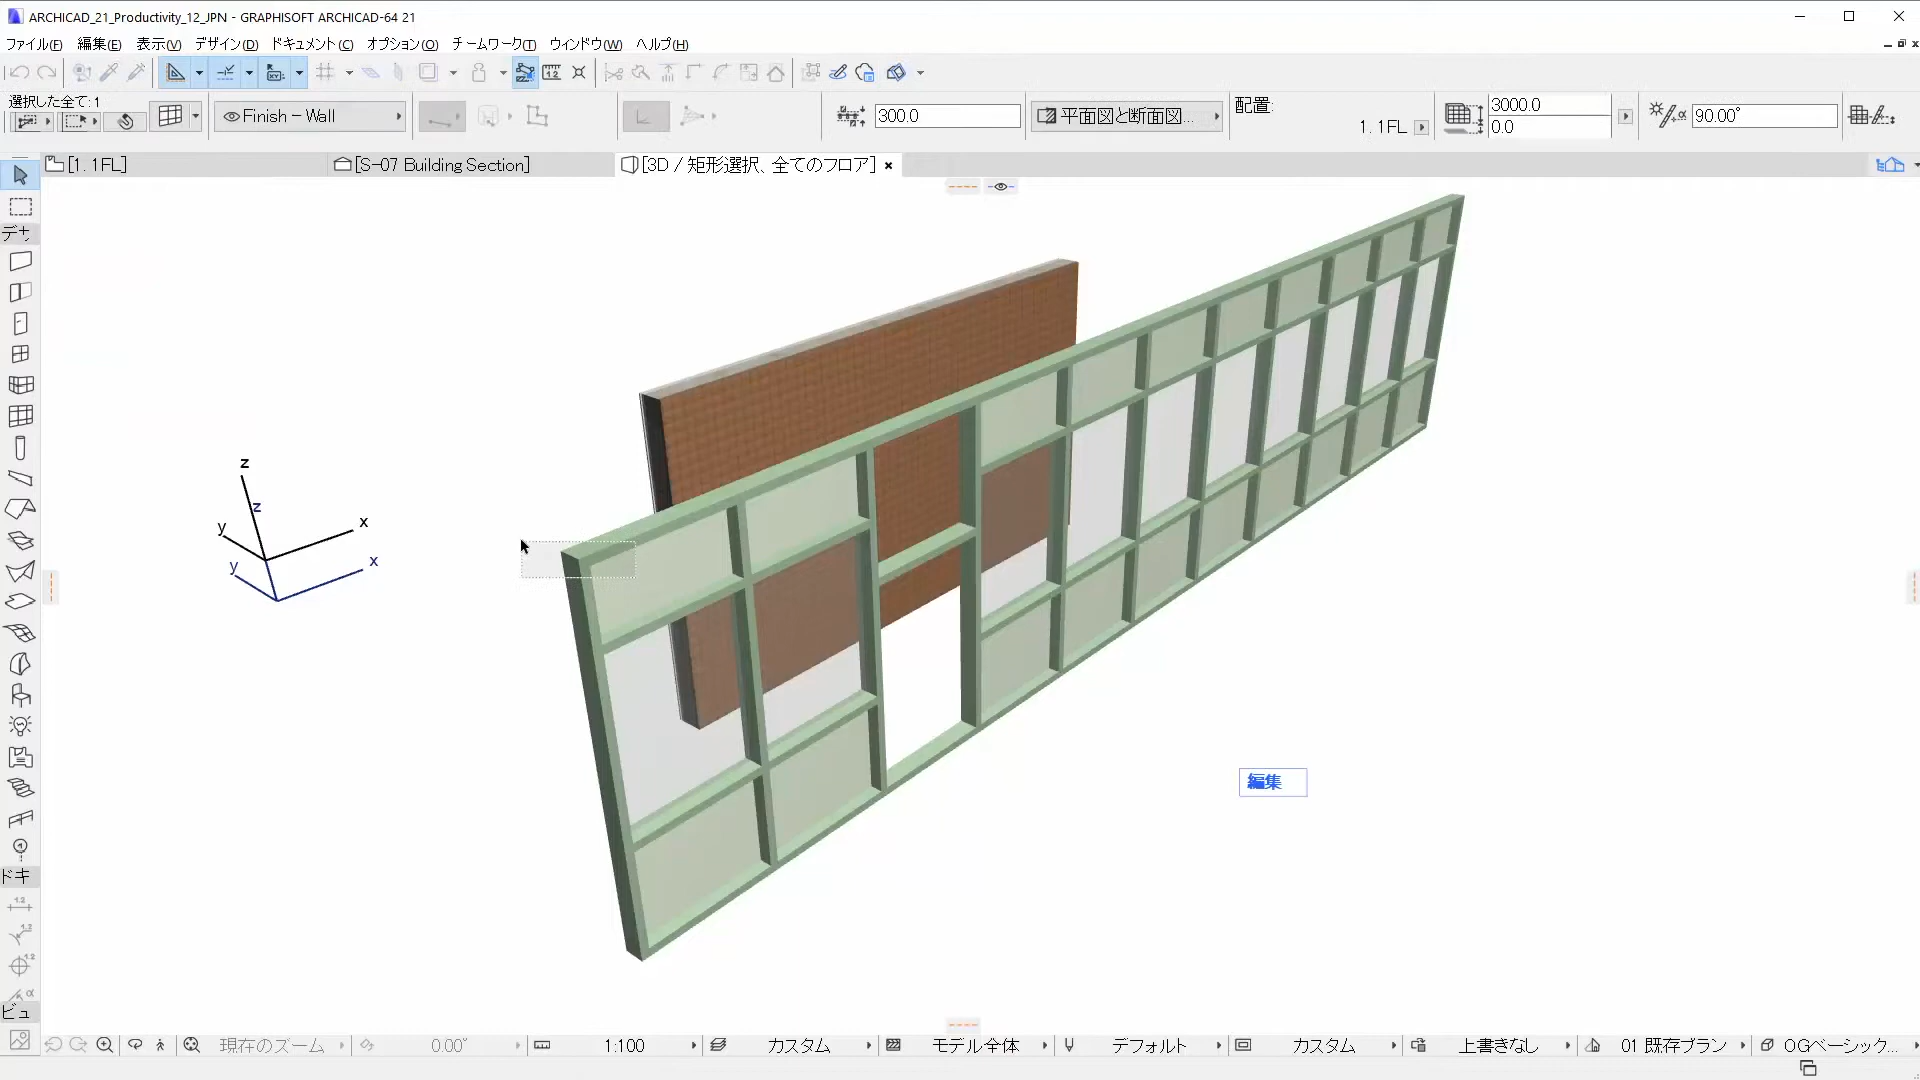 ARCHICAD_21_Productivity_12_JPN - GRAPHISOFT ARCHICAD-64 21
ファイル(F) 編集(E) 表示(V) デザイン(D) ドキュメント(C) オプション(O) チームワーク(T) ウィンドウ(W) ヘルプ(H)
選択した全て: 1
Finish - Wall
300.0
平面図と断面図...
配置:
1. 1FL
3000.0
0.0
90.00°
[1. 1FL]
[S-07 Building Section]
[3D / 矩形選択、全てのフロア]
z
z
y
x
y
x
編集
ドキ
ビュ
現在のズーム
0.00°
1:100
カスタム
モデル全体
デフォルト
カスタム
上書きなし
01 既存プラン
OGベーシック...